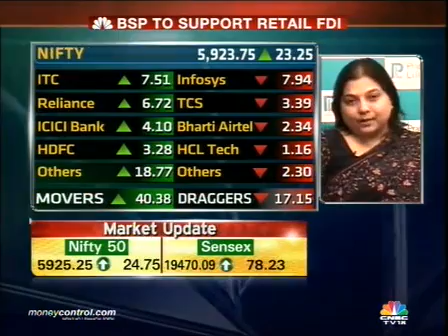 BSP TO SUPPORT RETAIL FDI
NIFTY 5,923.75 ▲ 23.25
ITC ▲ 7.51 Infosys ▼ 7.94
Reliance ▲ 6.72 TCS ▼ 3.39
ICICI Bank ▲ 4.10 Bharti Airtel ▼ 2.34
HDFC ▲ 3.28 HCL Tech ▼ 1.16
Others ▲ 18.77 Others ▼ 2.30
MOVERS ▲ 40.38 DRAGGERS ▼ 17.15
Market Update
Nifty 50 Sensex
5925.25 ⬆ 24.75 19470.09 ⬆ 78.23
moneycontrol.com
CNBC
TV18